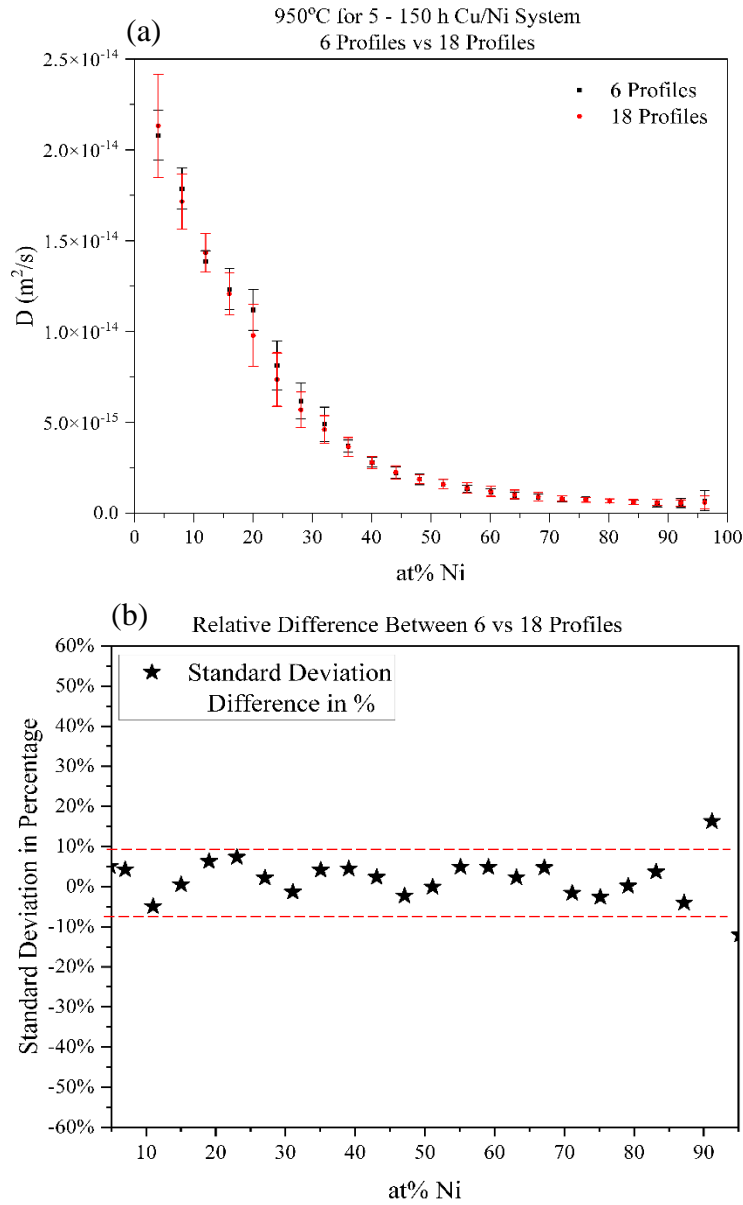 950°C for 5 - 150 h Cu/Ni System
(a)
6 Profiles vs 18 Profiles
2.5×10⁻¹⁴
2.0×10⁻¹⁴
1.5×10⁻¹⁴
1.0×10⁻¹⁴
5.0×10⁻¹⁵
0.0
D (m²/s)
6 Profiles
18 Profiles
0 10 20 30 40 50 60 70 80 90 100
at% Ni
(b)
Relative Difference Between 6 vs 18 Profiles
60%
50%
40%
30%
20%
10%
0%
-10%
-20%
-30%
-40%
-50%
-60%
Standard Deviation in Percentage
Standard Deviation
Difference in %
10 20 30 40 50 60 70 80 90
at% Ni